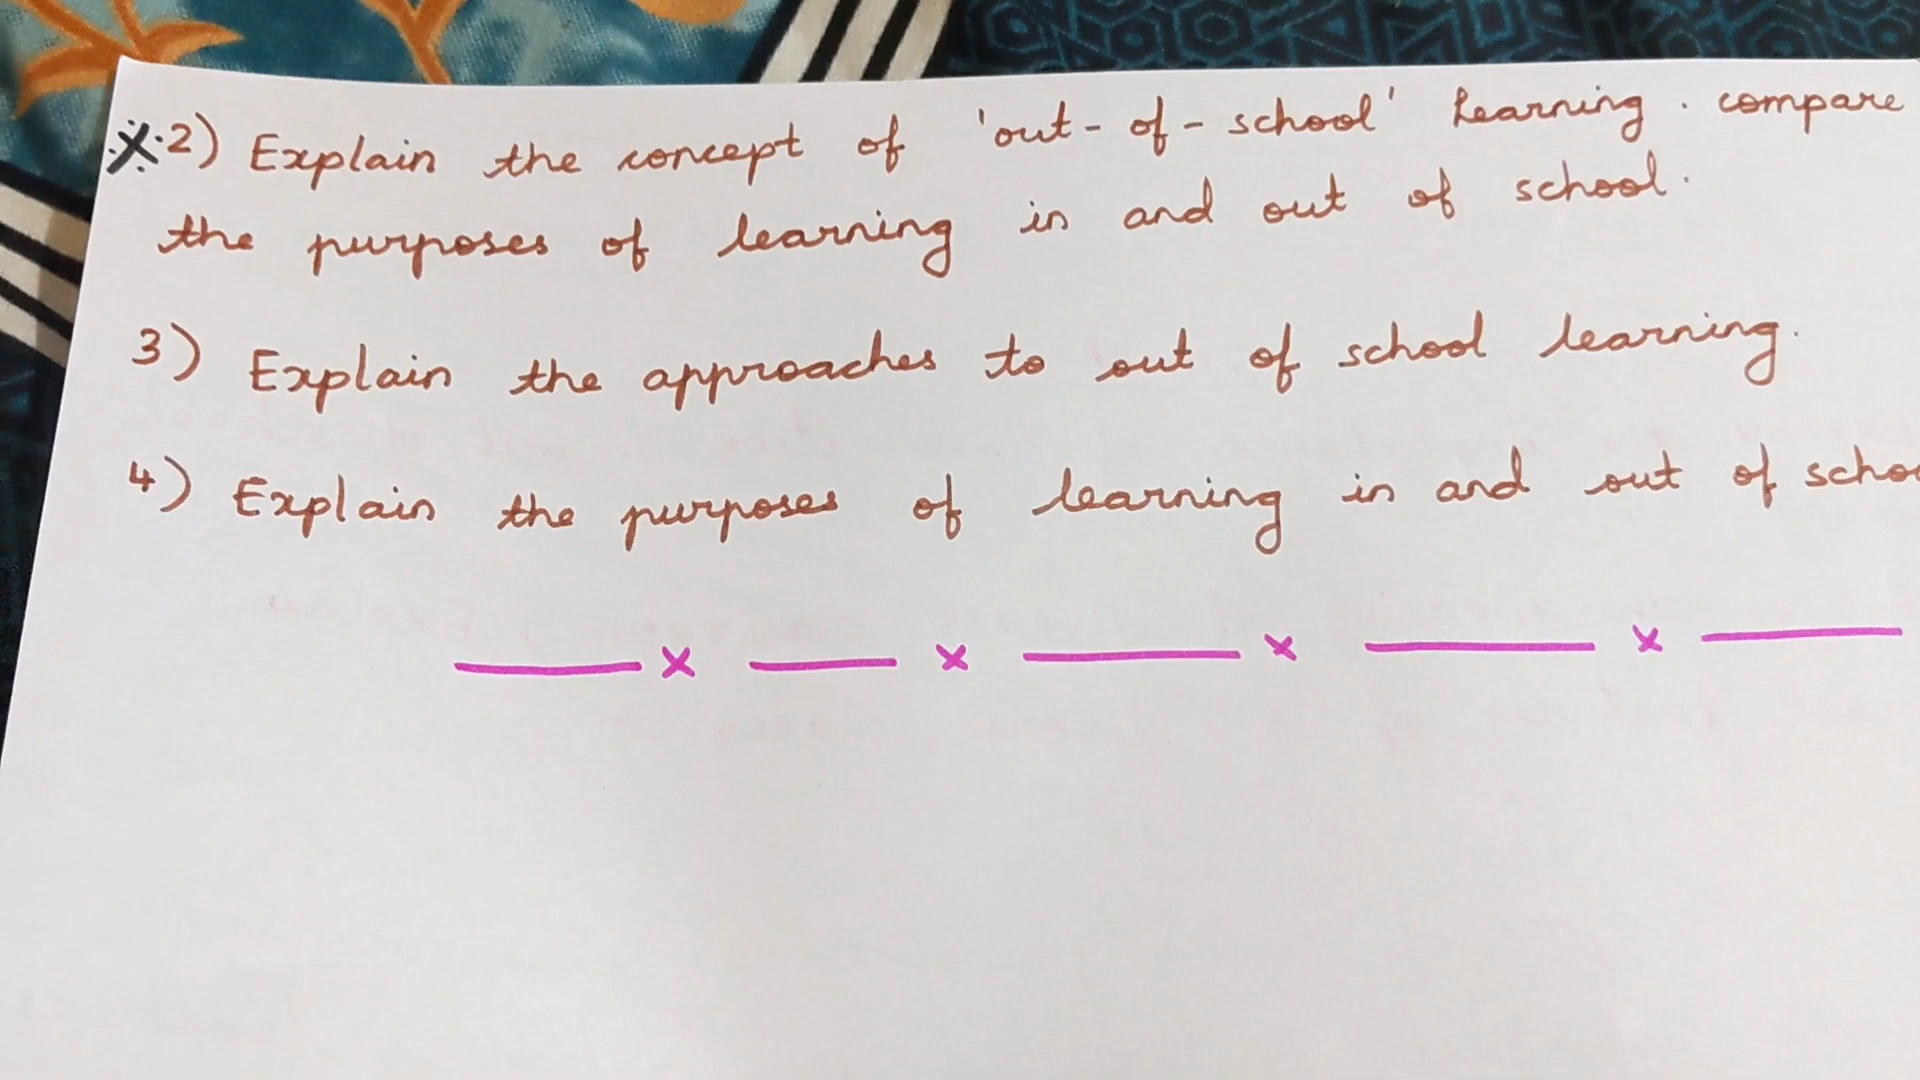 ※2) Explain the concept of 'out-of-school' Learning. compare
the purposes of learning in and out of school.
3) Explain the approaches to out of school learning.
4) Explain the purposes of learning in and out of schoo
x x x x